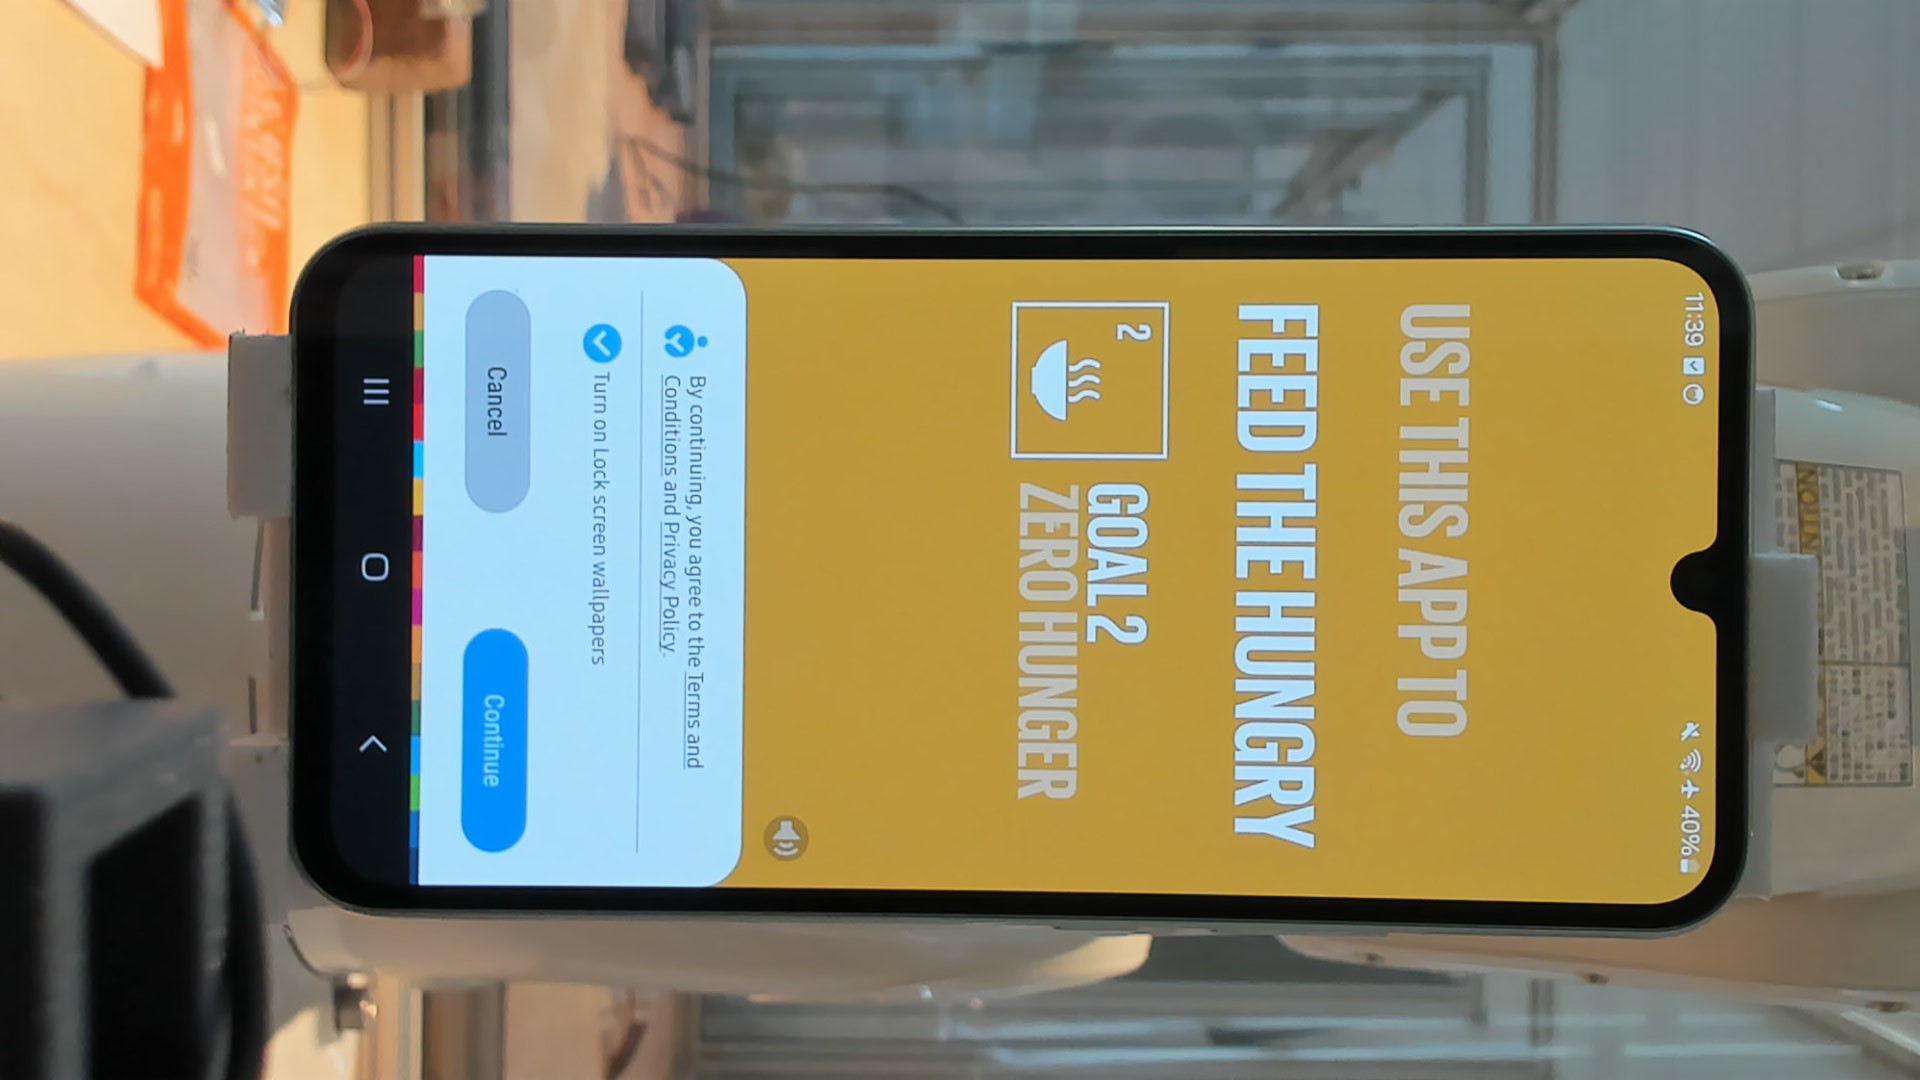 11:39
40%
USE THIS APP TO
FEED THE HUNGRY
2
GOAL 2
ZERO HUNGER
By continuing, you agree to the Terms and
Conditions and Privacy Policy.
Turn on Lock screen wallpapers
Cancel
Continue